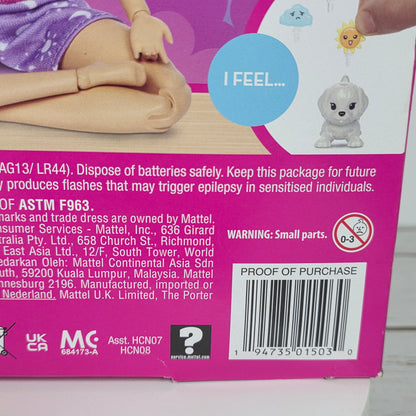 I FEEL...
AG13/ LR44). Dispose of batteries safely. Keep this package for future
y produces flashes that may trigger epilepsy in sensitised individuals.
OF ASTM F963.
marks and trade dress are owned by Mattel.
nsumer Services - Mattel, Inc., 636 Girard
stralia Pty. Ltd., 658 Church St., Richmond,
East Asia Ltd., 12/F, South Tower, World
edarkan Oleh: Mattel Continental Asia Sdn
outh, 59200 Kuala Lumpur, Malaysia. Mattel
nnesburg 2196. Manufactured, imported or
Nederland. Mattel U.K. Limited, The Porter
WARNING: Small parts.
0-3
PROOF OF PURCHASE
1 94735 01503 0
UK
CA
MC
684173-A
Asst. HCN07
HCN08
?
service.mattel.com